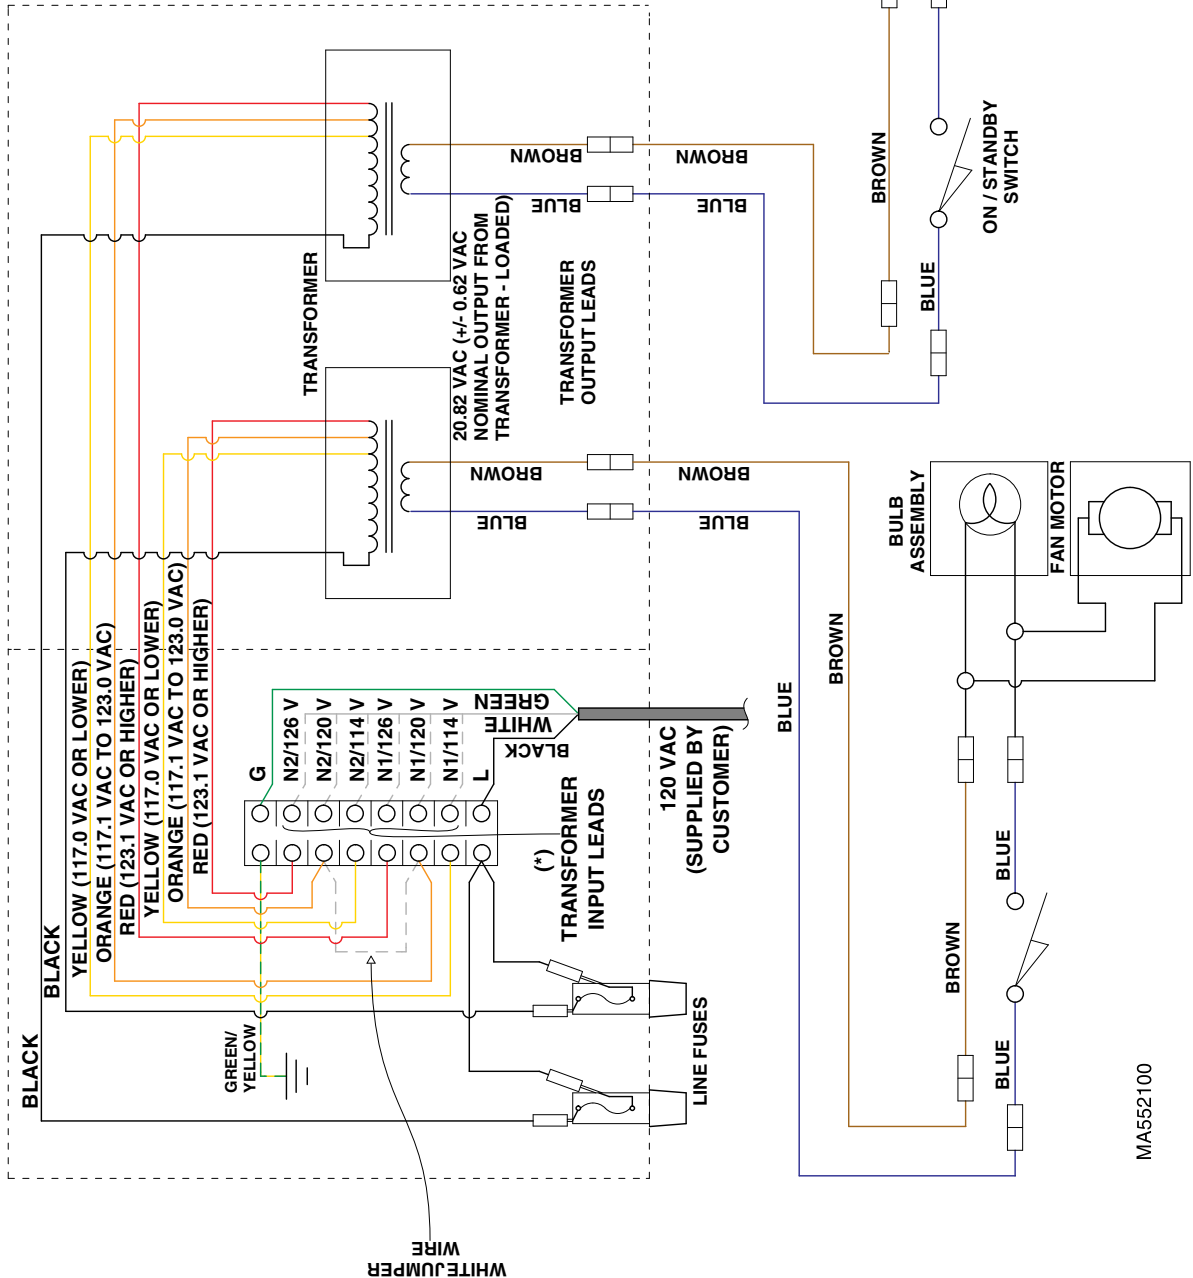 BLACK
BLACK
YELLOW (117.0 VAC OR LOWER)
ORANGE (117.1 VAC TO 123.0 VAC)
RED (123.1 VAC OR HIGHER)
YELLOW (117.0 VAC OR LOWER)
ORANGE (117.1 VAC TO 123.0 VAC)
RED (123.1 VAC OR HIGHER)
GREEN/
YELLOW
G
N2/126 V
N2/120 V
N2/114 V
N1/126 V
N1/120 V
N1/114 V
L
GREEN
WHITE
BLACK
(*)
TRANSFORMER
INPUT LEADS
120 VAC
(SUPPLIED BY
CUSTOMER)
LINE FUSES
WHITE JUMPER
WIRE
TRANSFORMER
20.82 VAC (+/- 0.62 VAC
NOMINAL OUTPUT FROM
TRANSFORMER - LOADED)
TRANSFORMER
OUTPUT LEADS
BROWN
BLUE
BROWN
BLUE
BROWN
BLUE
BROWN
BLUE
BROWN
BLUE
ON / STANDBY
SWITCH
BLUE
BROWN
BULB
ASSEMBLY
FAN MOTOR
BROWN
BLUE
BLUE
MA552100